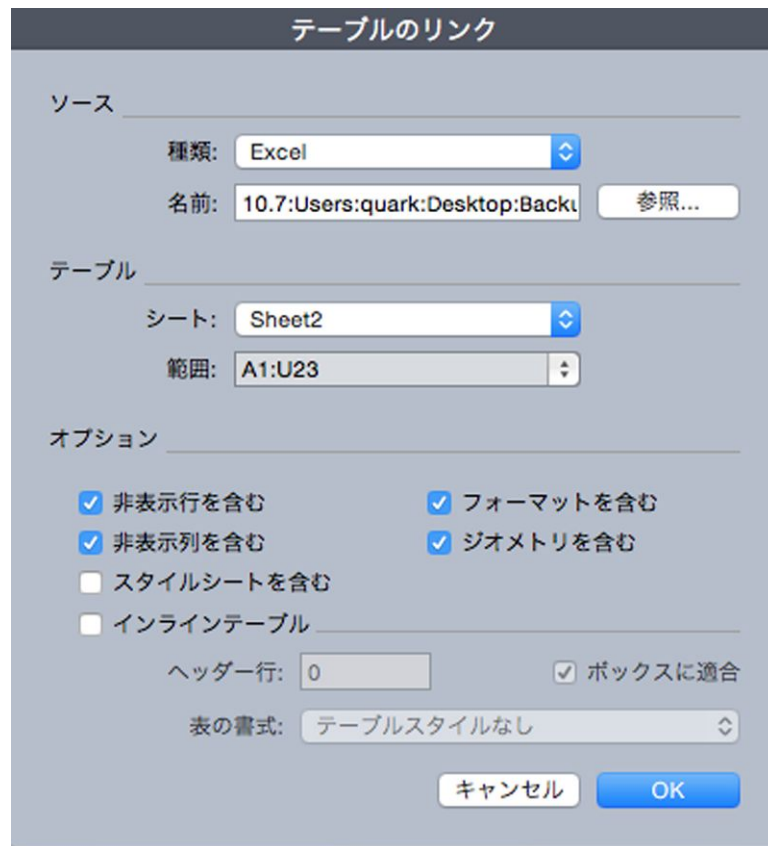 テーブルのリンク
ソース
種類: Excel
名前: 10.7:Users:quark:Desktop:Backu 参照...
テーブル
シート: Sheet2
範囲: A1:U23
オプション
非表示行を含む フォーマットを含む
非表示列を含む ジオメトリを含む
スタイルシートを含む
インラインテーブル
ヘッダー行: 0 ボックスに適合
表の書式: テーブルスタイルなし
キャンセル OK